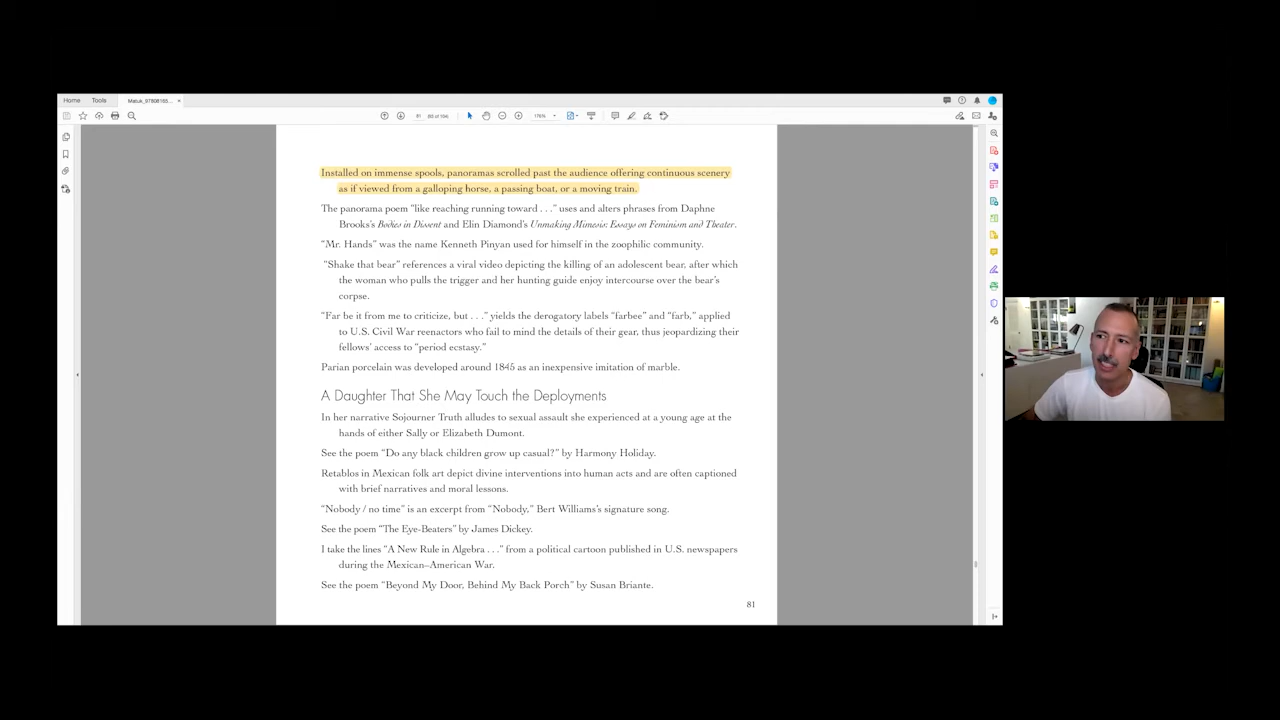 Home Tools Matuk_97808165... ×
81 (93 of 104) 176%
Installed on immense spools, panoramas scrolled past the audience offering continuous scenery
as if viewed from a galloping horse, a passing boat, or a moving train.
The panorama poem “like reaching running toward . . .” uses and alters phrases from Daphne
Brooks’s Bodies in Dissent and Elin Diamond’s Unmaking Mimesis: Essays on Feminism and Theater.
“Mr. Hands” was the name Kenneth Pinyan used for himself in the zoophilic community.
“Shake that bear” references a viral video depicting the killing of an adolescent bear, after which
the woman who pulls the trigger and her hunting guide enjoy intercourse over the bear’s
corpse.
“Far be it from me to criticize, but . . .” yields the derogatory labels “farbee” and “farb,” applied
to U.S. Civil War reenactors who fail to mind the details of their gear, thus jeopardizing their
fellows’ access to “period ecstasy.”
Parian porcelain was developed around 1845 as an inexpensive imitation of marble.
A Daughter That She May Touch the Deployments
In her narrative Sojourner Truth alludes to sexual assault she experienced at a young age at the
hands of either Sally or Elizabeth Dumont.
See the poem “Do any black children grow up casual?” by Harmony Holiday.
Retablos in Mexican folk art depict divine interventions into human acts and are often captioned
with brief narratives and moral lessons.
“Nobody / no time” is an excerpt from “Nobody,” Bert Williams’s signature song.
See the poem “The Eye-Beaters” by James Dickey.
I take the lines “A New Rule in Algebra . . .” from a political cartoon published in U.S. newspapers
during the Mexican–American War.
See the poem “Beyond My Door, Behind My Back Porch” by Susan Briante.
81